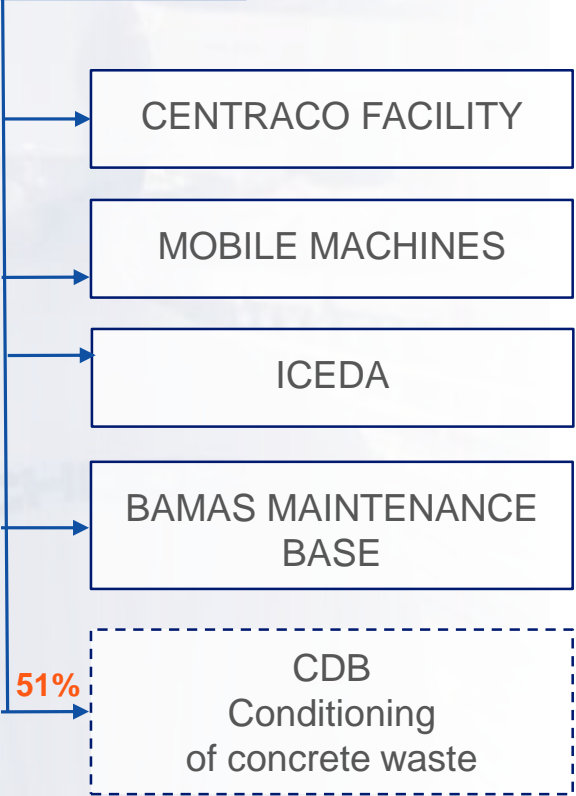 CENTRACO FACILITY
MOBILE MACHINES
ICEDA
BAMAS MAINTENANCE
BASE
51%
CDB
Conditioning
of concrete waste